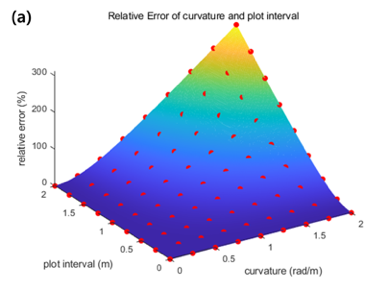 (a)
Relative Error of curvature and plot interval
300
200
100
0
relative error (%)
2
1.5
1
0.5
0
plot interval (m)
0
0.5
1
1.5
2
curvature (rad/m)